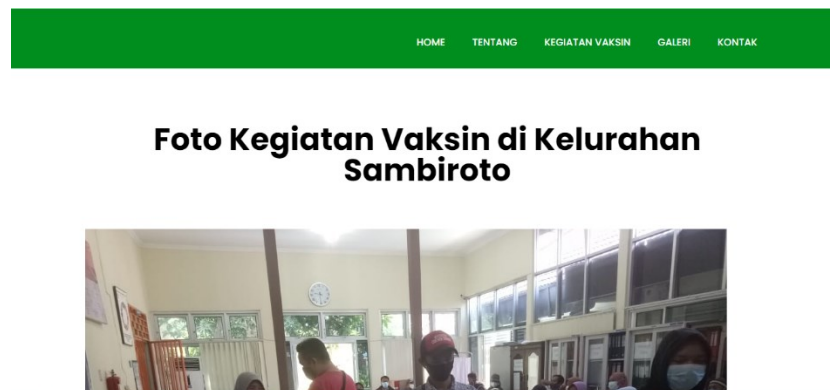 HOME TENTANG KEGIATAN VAKSIN GALERI KONTAK
Foto Kegiatan Vaksin di Kelurahan
Sambiroto